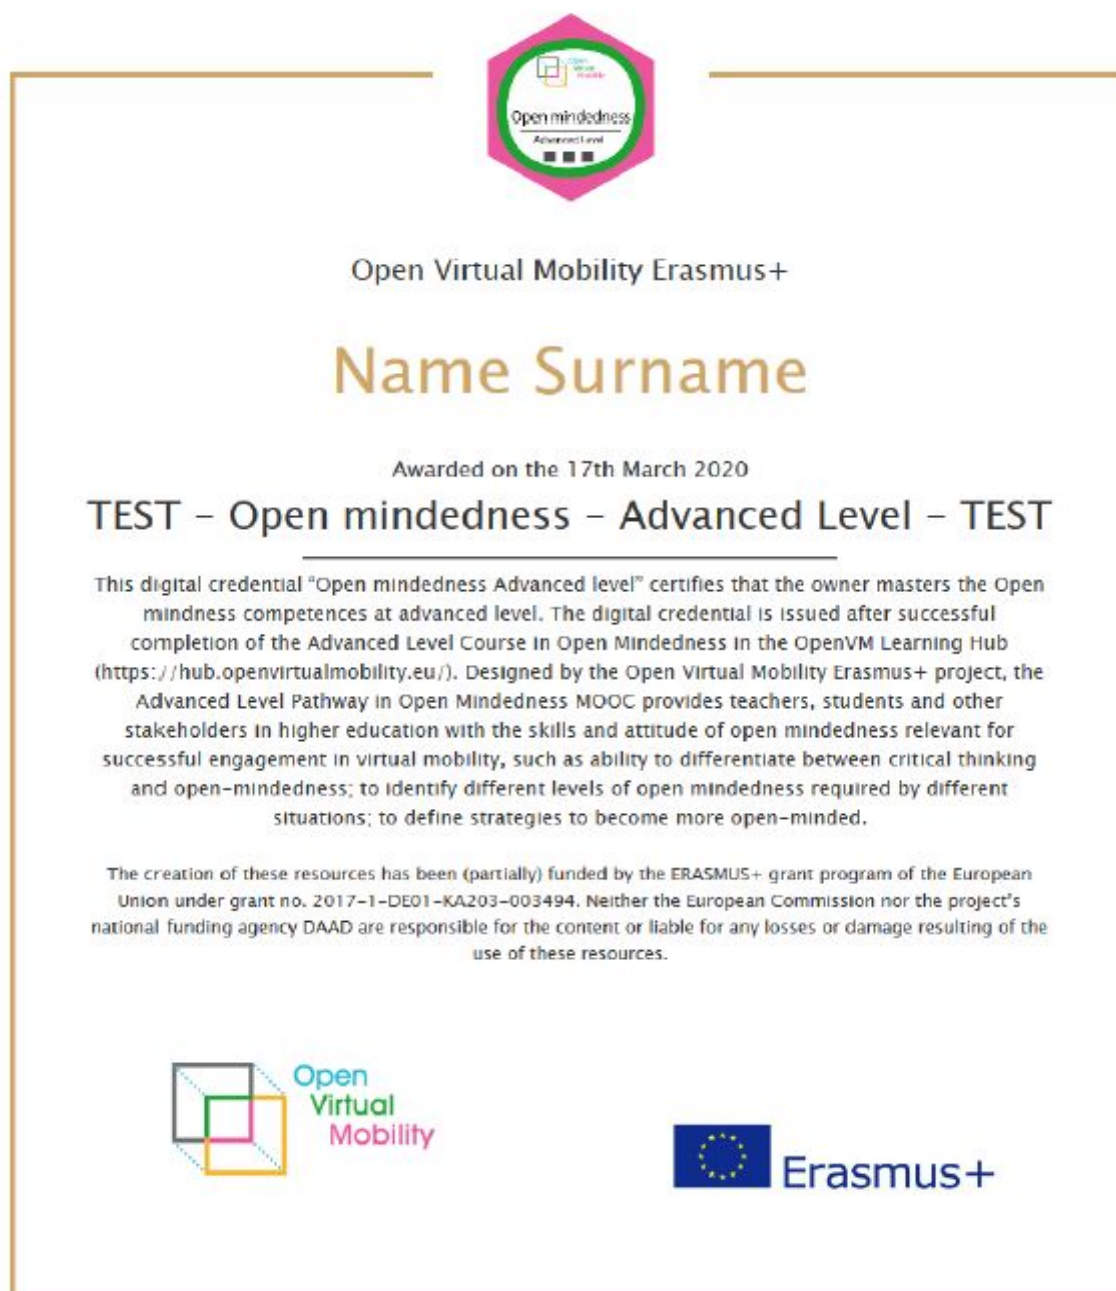 Open
Virtual
Mobility
Open mindedness
Advanced Level
Open Virtual Mobility Erasmus+
Name Surname
Awarded on the 17th March 2020
TEST – Open mindedness – Advanced Level – TEST
This digital credential “Open mindedness Advanced level” certifies that the owner masters the Open
mindness competences at advanced level. The digital credential is issued after successful
completion of the Advanced Level Course in Open Mindedness in the OpenVM Learning Hub
(https://hub.openvirtualmobility.eu/). Designed by the Open Virtual Mobility Erasmus+ project, the
Advanced Level Pathway in Open Mindedness MOOC provides teachers, students and other
stakeholders in higher education with the skills and attitude of open mindedness relevant for
successful engagement in virtual mobility, such as ability to differentiate between critical thinking
and open-mindedness; to identify different levels of open mindedness required by different
situations; to define strategies to become more open-minded.
The creation of these resources has been (partially) funded by the ERASMUS+ grant program of the European
Union under grant no. 2017-1-DE01-KA203-003494. Neither the European Commission nor the project's
national funding agency DAAD are responsible for the content or liable for any losses or damage resulting of the
use of these resources.
Open
Virtual
Mobility
Erasmus+